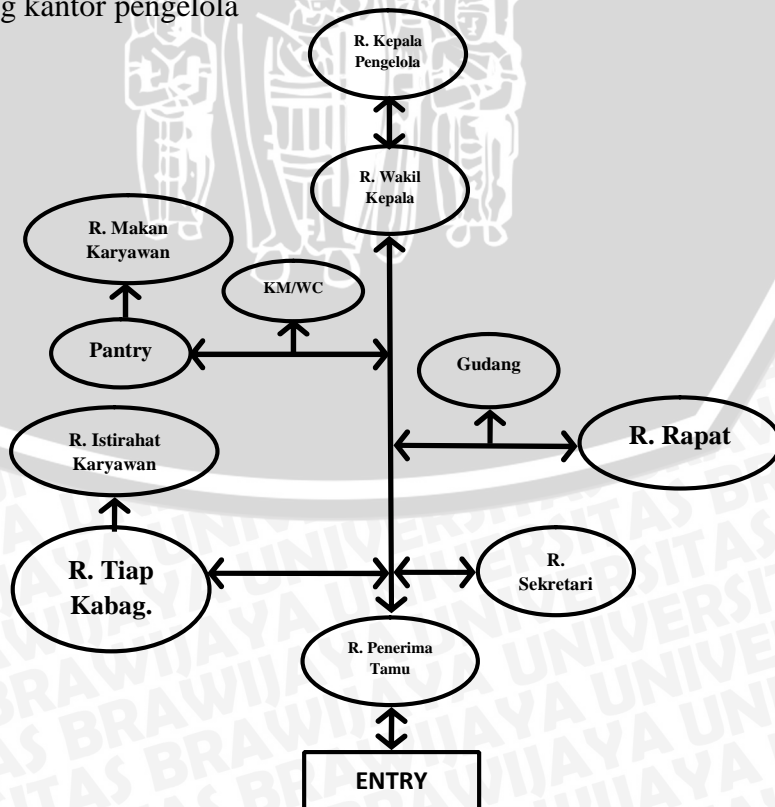 g kantor pengelola
R. Kepala
Pengelola
R. Wakil
Kepala
R. Makan
Karyawan
KM/WC
Pantry
Gudang
R. Istirahat
Karyawan
R. Rapat
R. Tiap
Kabag.
R.
Sekretari
R. Penerima
Tamu
ENTRY